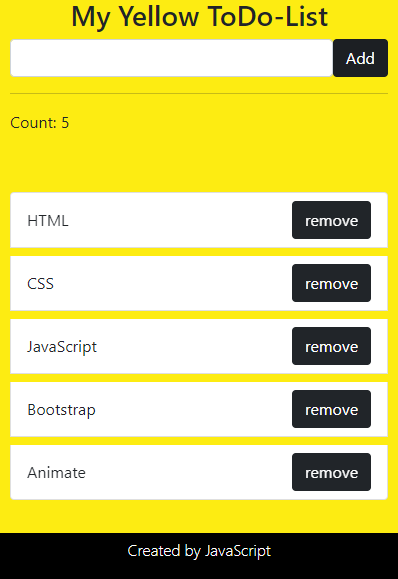 My Yellow ToDo-List
Add
Count: 5
HTML remove
CSS remove
JavaScript remove
Bootstrap remove
Animate remove
Created by JavaScript